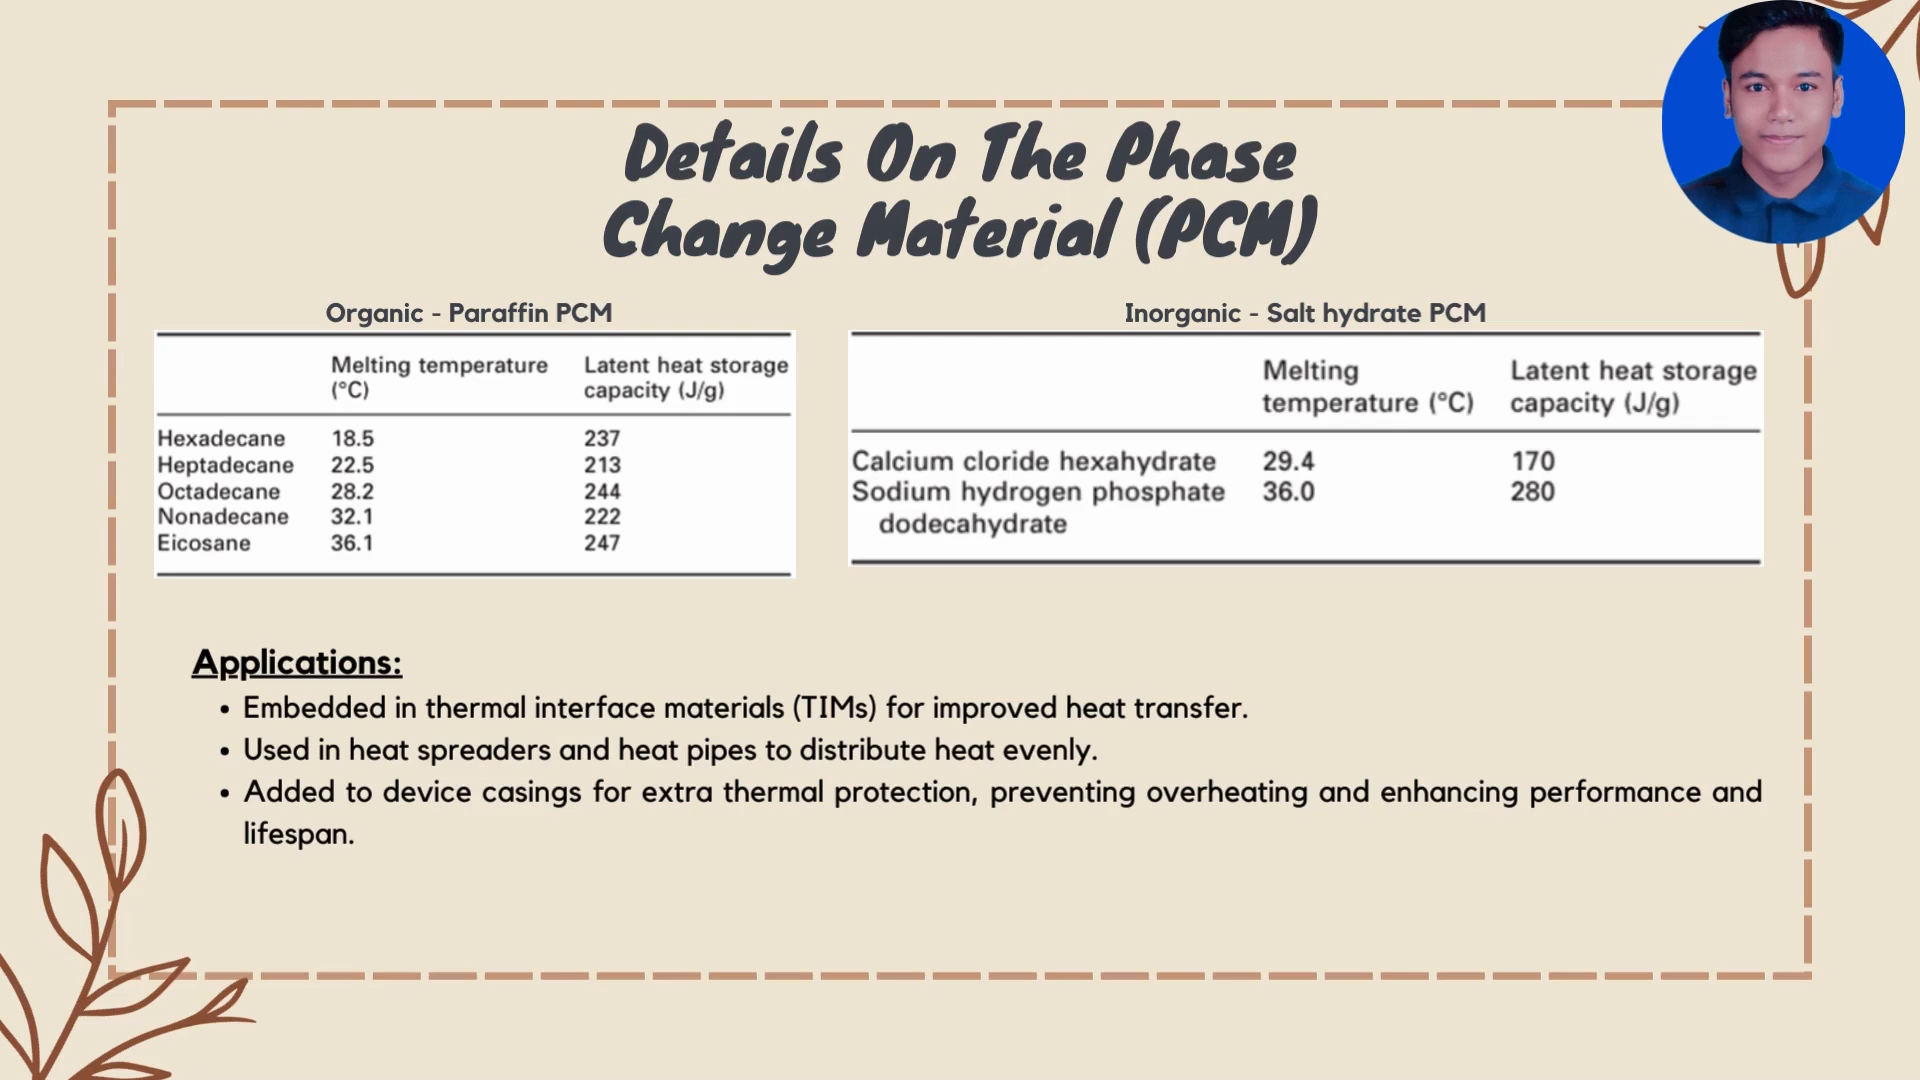 Details On The Phase
Change Material (PCM)
Organic - Paraffin PCM
Melting temperature Latent heat storage
(°C) capacity (J/g)
Hexadecane 18.5 237
Heptadecane 22.5 213
Octadecane 28.2 244
Nonadecane 32.1 222
Eicosane 36.1 247
Inorganic - Salt hydrate PCM
Melting Latent heat storage
temperature (°C) capacity (J/g)
Calcium cloride hexahydrate 29.4 170
Sodium hydrogen phosphate 36.0 280
dodecahydrate
Applications:
• Embedded in thermal interface materials (TIMs) for improved heat transfer.
• Used in heat spreaders and heat pipes to distribute heat evenly.
• Added to device casings for extra thermal protection, preventing overheating and enhancing performance and
lifespan.